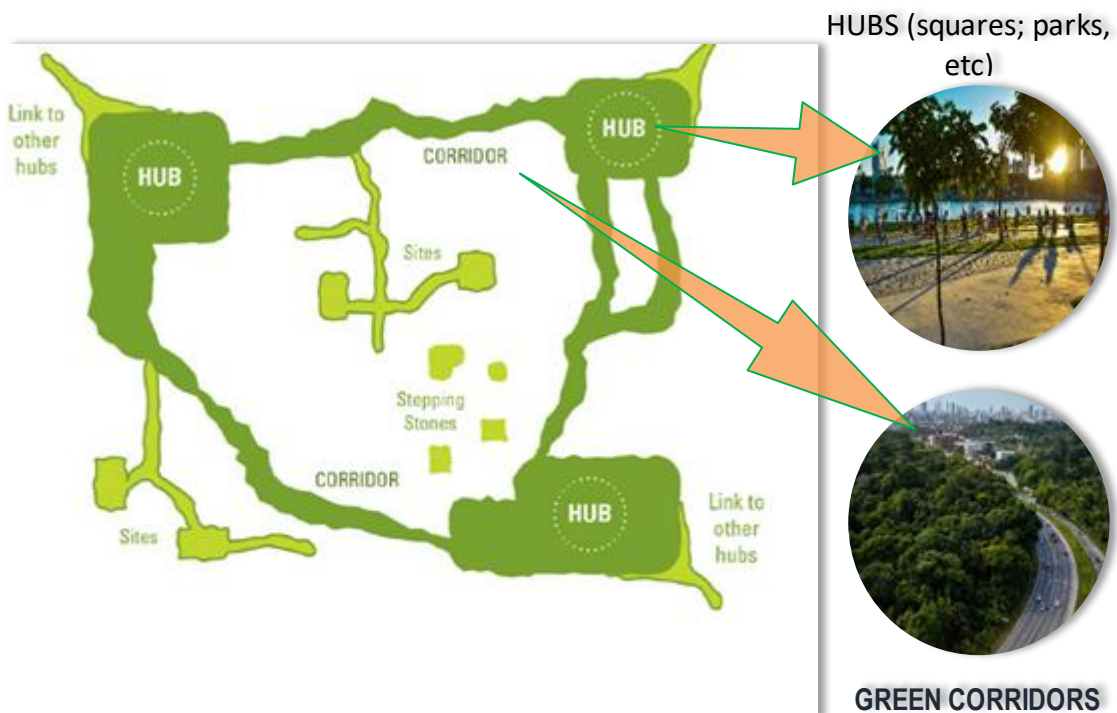 HUBS (squares; parks,
etc)
Link to
other
hubs
HUB
CORRIDOR
HUB
Sites
Stepping
Stones
CORRIDOR
HUB
Link to
other
hubs
Sites
GREEN CORRIDORS